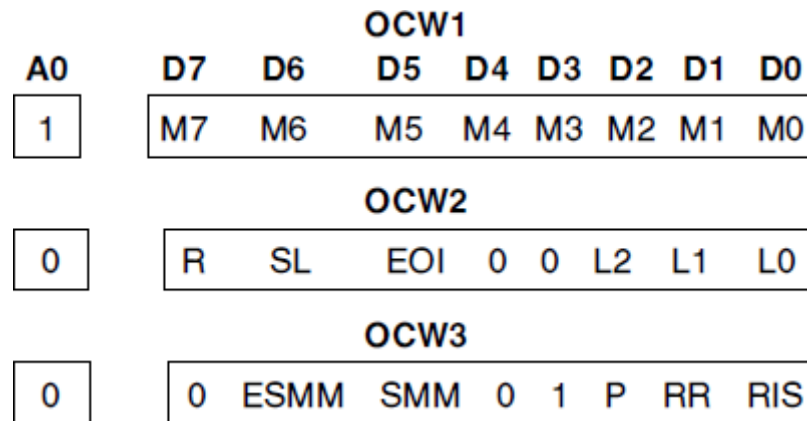 OCW1
A0 D7 D6 D5 D4 D3 D2 D1 D0
1 M7 M6 M5 M4 M3 M2 M1 M0
OCW2
0 R SL EOI 0 0 L2 L1 L0
OCW3
0 0 ESMM SMM 0 1 P RR RIS